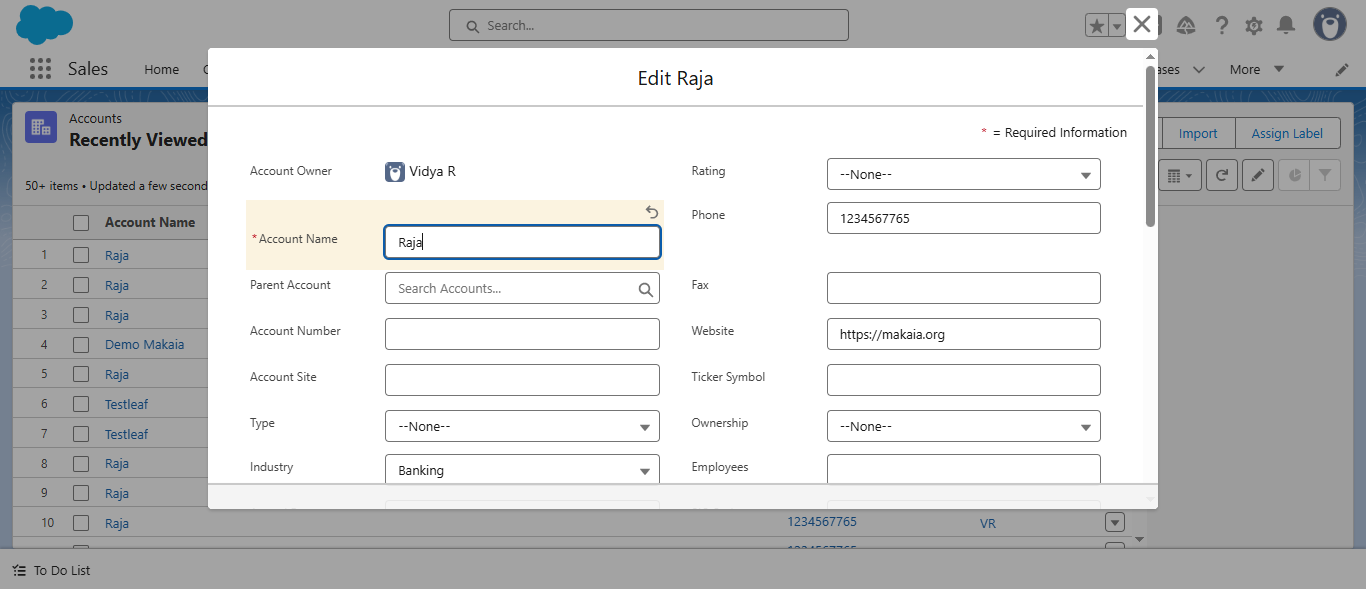 Search...
Sales
Home
More
Accounts
Recently Viewed
Import
Assign Label
50+ items • Updated a few second
Account Name
1 Raja
2 Raja
3 Raja
4 Demo Makaia
5 Raja
6 Testleaf
7 Testleaf
8 Raja
9 Raja
10 Raja 1234567765 VR
Edit Raja
* = Required Information
Account Owner
Vidya R
Rating
--None--
*Account Name
Raja
Phone
1234567765
Parent Account
Search Accounts...
Fax
Account Number
Website
https://makaia.org
Account Site
Ticker Symbol
Type
--None--
Ownership
--None--
Industry
Banking
Employees
To Do List